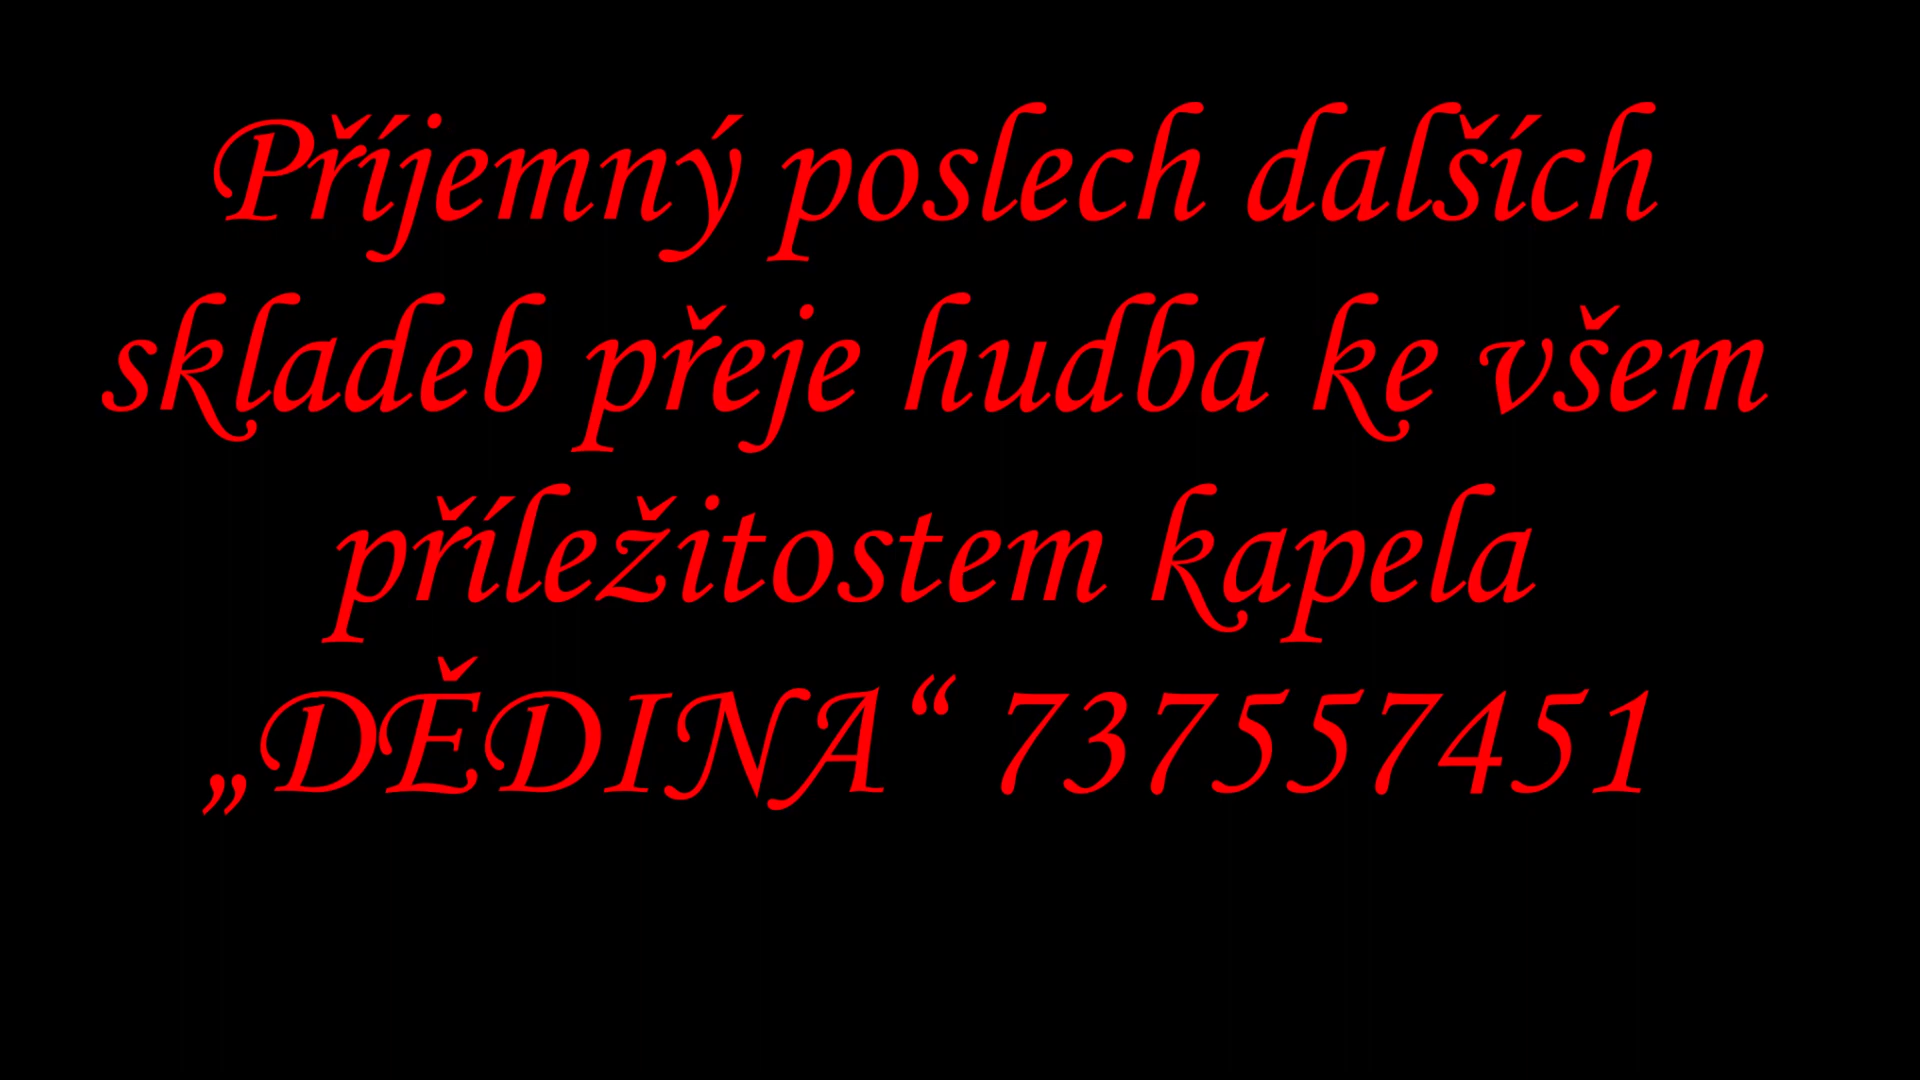 Příjemný poslech dalších
skladeb přeje hudba ke všem
příležitostem kapela
„DĚDINA“ 737557451